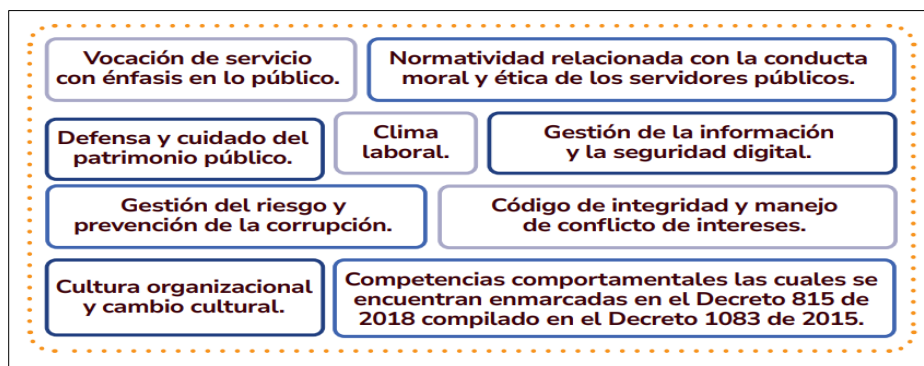 Vocación de servicio
con énfasis en lo público.
Normatividad relacionada con la conducta
moral y ética de los servidores públicos.
Defensa y cuidado del
patrimonio público.
Clima
laboral.
Gestión de la información
y la seguridad digital.
Gestión del riesgo y
prevención de la corrupción.
Código de integridad y manejo
de conflicto de intereses.
Cultura organizacional
y cambio cultural.
Competencias comportamentales las cuales se
encuentran enmarcadas en el Decreto 815 de
2018 compilado en el Decreto 1083 de 2015.